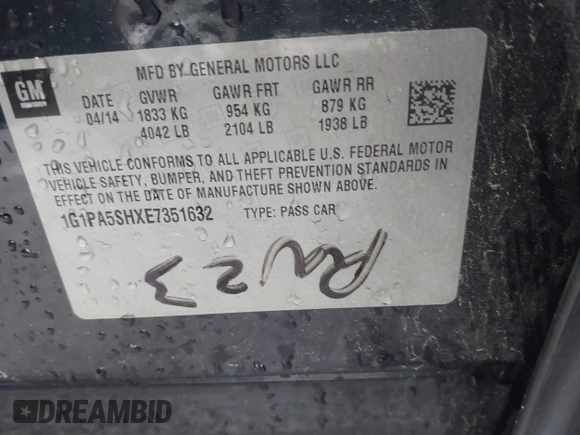 GM
MFD BY GENERAL MOTORS LLC
DATE GVWR GAWR FRT GAWR RR
04/14 1833 KG 954 KG 879 KG
4042 LB 2104 LB 1938 LB
THIS VEHICLE CONFORMS TO ALL APPLICABLE U.S. FEDERAL MOTOR
VEHICLE SAFETY, BUMPER, AND THEFT PREVENTION STANDARDS IN
EFFECT ON THE DATE OF MANUFACTURE SHOWN ABOVE.
1G1PA5SHXE7351632 TYPE: PASS CAR
DREAMBID